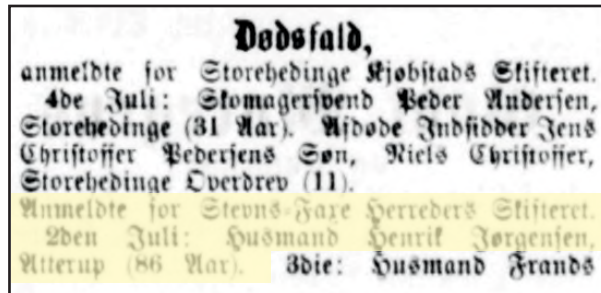 Dødsfald,
anmeldte for Storehedinge Kjøbstads Skifteret.
4de Juli: Skomagersvend Peder Andersen,
Storehedinge (31 Aar). Afdøde Indsidder Jens
Christoffer Pedersens Søn, Niels Christoffer,
Storehedinge Overdrev (11).
Anmeldte for Stevns-Faxe Herreders Skifteret.
2den Juli: Husmand Henrik Jørgensen,
Atterup (86 Aar). 3die: Husmand Frands